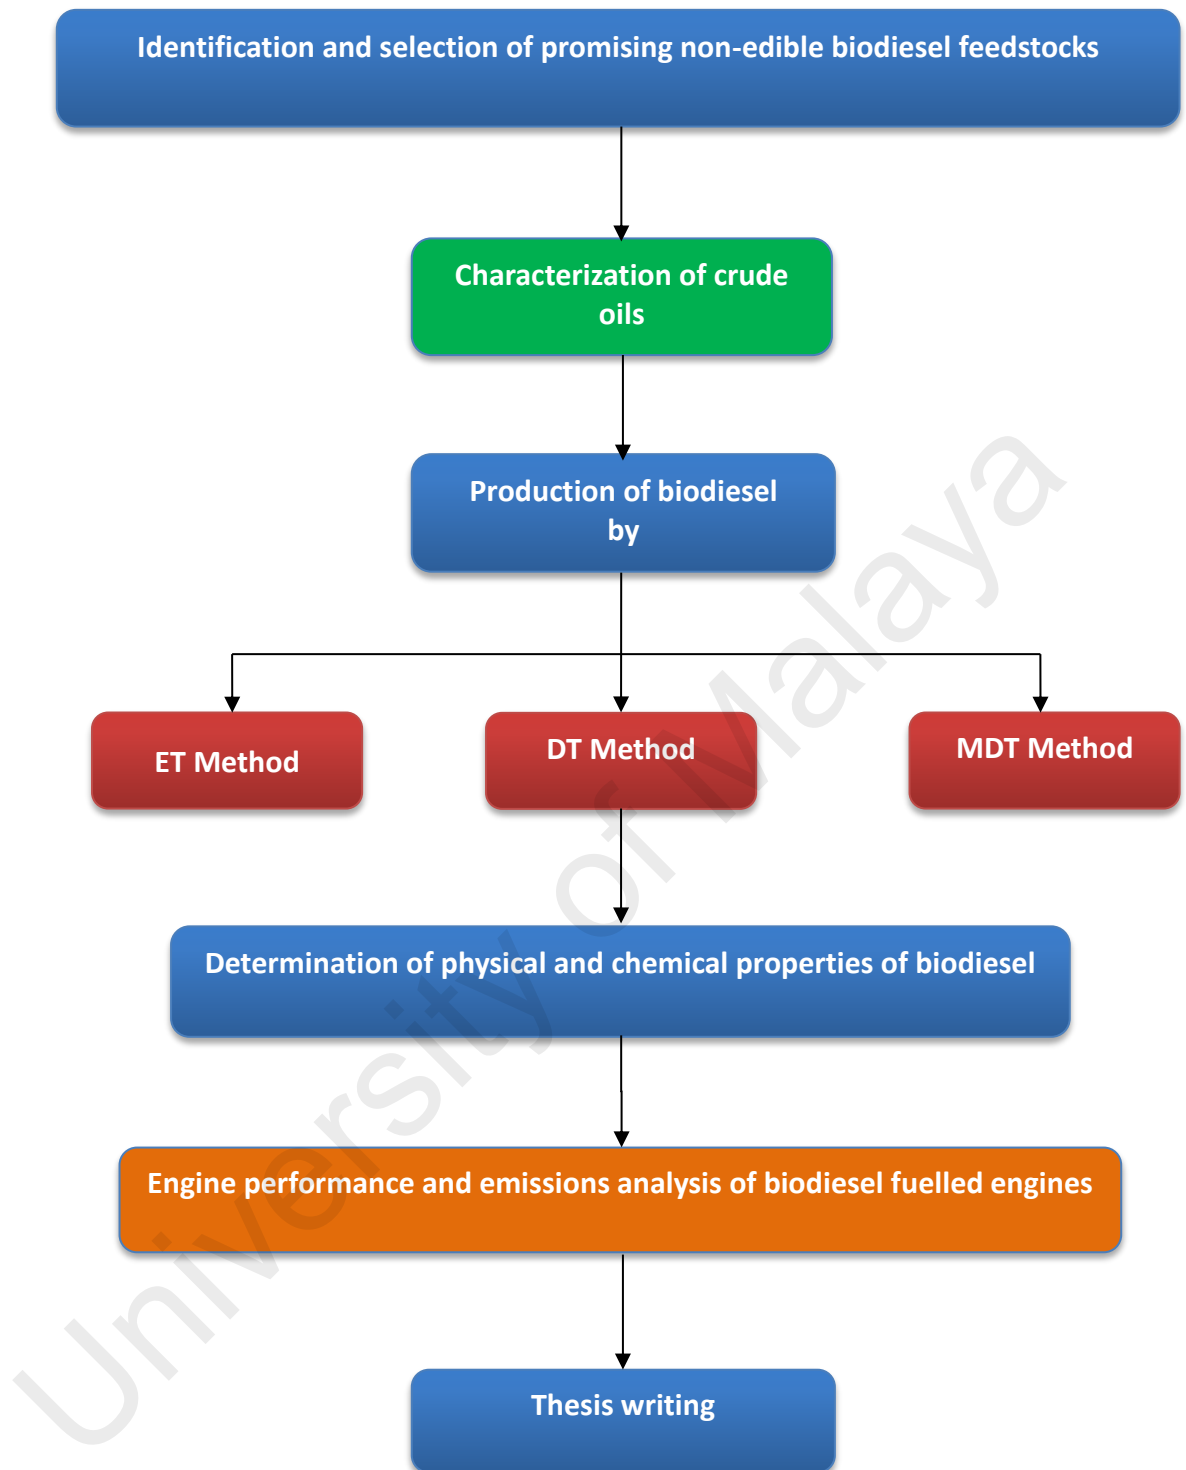 Identification and selection of promising non-edible biodiesel feedstocks
Characterization of crude
oils
Production of biodiesel
by
ET Method
DT Method
MDT Method
Determination of physical and chemical properties of biodiesel
Engine performance and emissions analysis of biodiesel fuelled engines
Thesis writing
University of Malaya